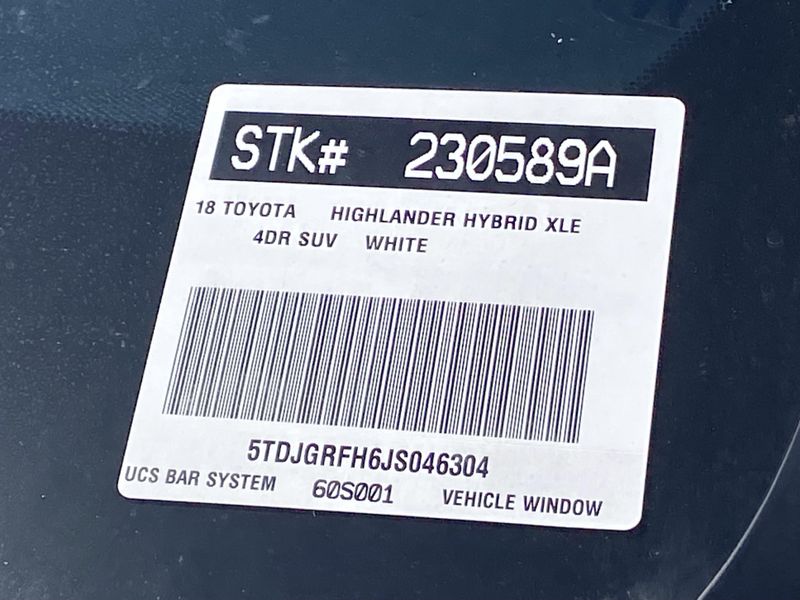 STK# 230589A
18 TOYOTA HIGHLANDER HYBRID XLE
4DR SUV WHITE
5TDJGRFH6JS046304
UCS BAR SYSTEM 60S001 VEHICLE WINDOW